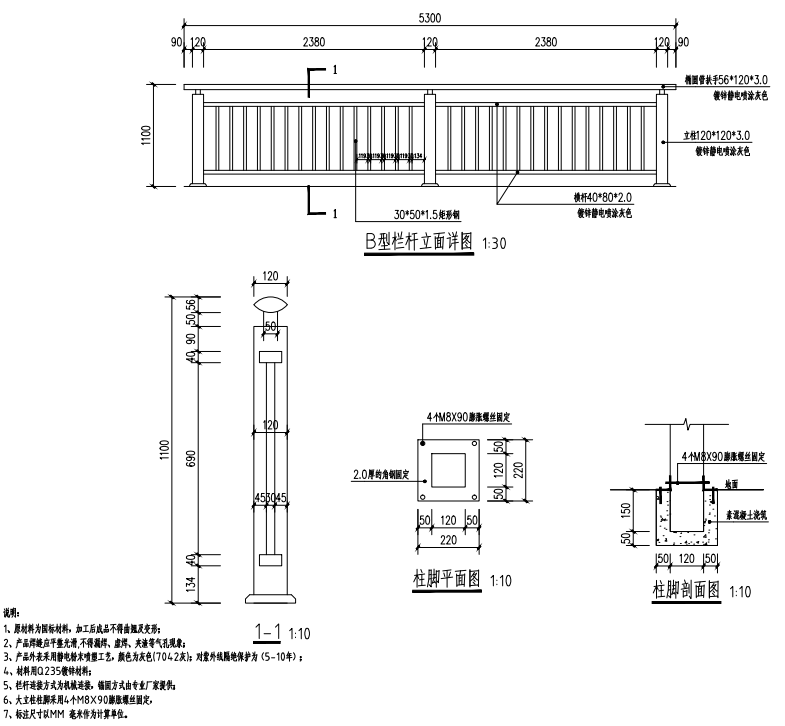 5300
90 120 2380 120 2380 120 90
1
椭圆管扶手56*120*3.0
镀锌静电喷涂灰色
1100
立柱120*120*3.0
镀锌静电喷涂灰色
119 119 119 119 134
横杆40*80*2.0
镀锌静电喷涂灰色
30*50*1.5矩形钢
1
B型栏杆立面详图 1:30
120
56
50
50
90
40
120
4个M8X90膨胀螺丝固定
1100
690
2.0厚的角钢固定
50
120
50
220
453045
50 120 50
220
40
134
柱脚平面图 1:10
4个M8X90膨胀螺丝固定
地面
150
素混凝土浇筑
50
50 120 50
柱脚剖面图 1:10
1-1 1:10
说明:
1、原材料为国标材料，加工后成品不得曲翘及变形;
2、产品焊缝应平整光滑,不得漏焊、虚焊、夹渣等气孔现象;
3、产品外表采用静电粉末喷塑工艺，颜色为灰色(7042灰); 对紫外线隔绝保护为（5-10年）;
4、材料用Q235镀锌材料;
5、栏杆连接方式为机械连接，锚固方式由专业厂家提供;
6、大立柱柱脚采用4个M8X90膨胀螺丝固定,
7、标注尺寸以MM 毫米作为计算单位。